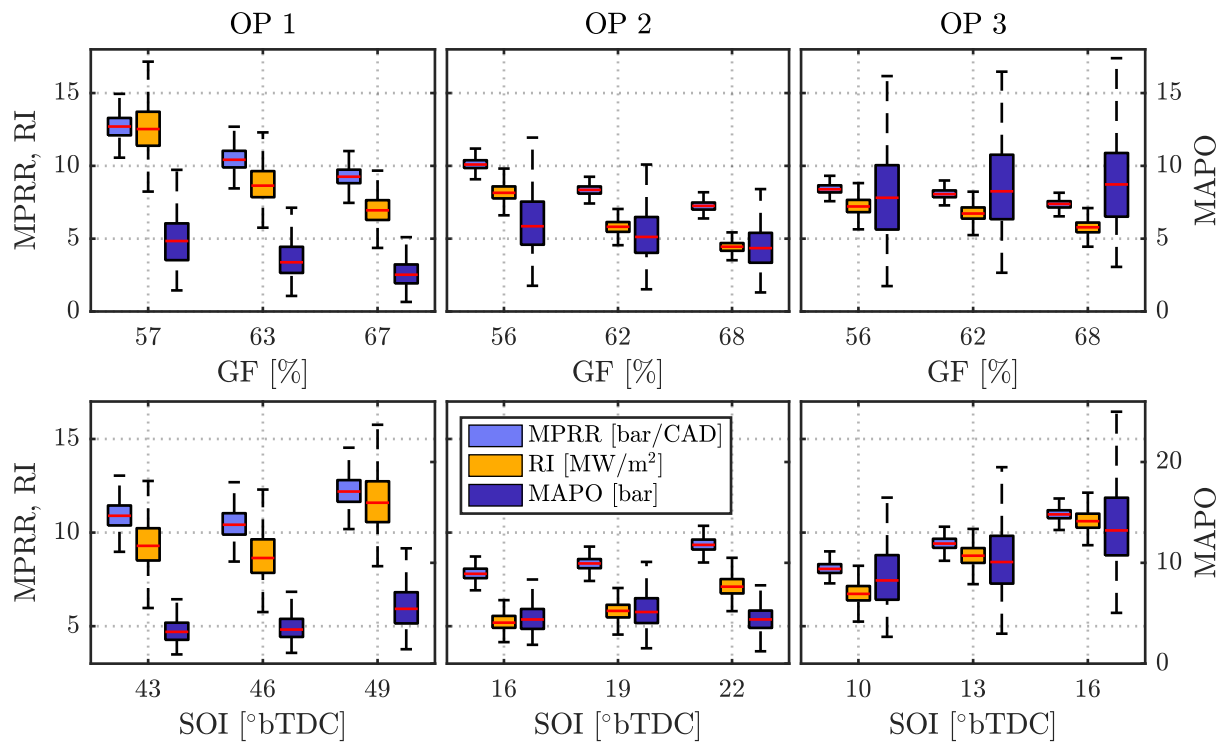 OP 1 OP 2 OP 3
MPRR, RI
15
10
5
0
57 63 67
GF [%]
56 62 68
GF [%]
56 62 68
GF [%]
15
10
5
0
MAPO
MPRR, RI
15
10
5
43 46 49
SOI [°bTDC]
MPRR [bar/CAD]
RI [MW/m²]
MAPO [bar]
16 19 22
SOI [°bTDC]
10 13 16
SOI [°bTDC]
20
10
0
MAPO